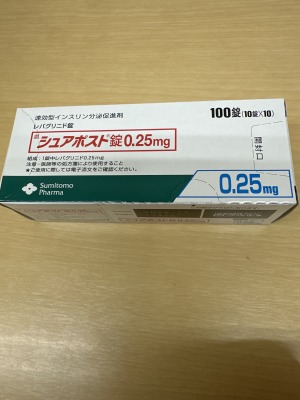 速効型インスリン分泌促進剤
レパグリニド錠
シュアポスト錠0.25mg
100錠(10錠×10)
組成:1錠中レパグリニド0.25mg
注意-医師等の処方箋により使用すること
★ご使用に際しては電子添文をご確認ください。
開封口
Sumitomo
Pharma
0.25mg